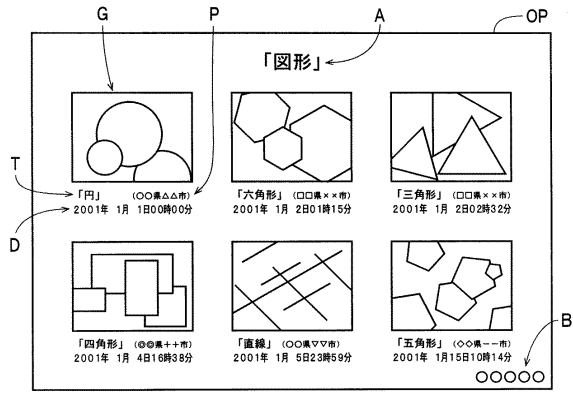 G
P
A
OP
「図形」
T
「円」 (○○県△△市)
2001年 1月 1日00時00分
「六角形」 (□□県××市)
2001年 1月 2日01時15分
「三角形」 (□□県××市)
2001年 1月 2日02時32分
D
「四角形」 (◎◎県++市)
2001年 1月 4日16時38分
「直線」 (○○県▽▽市)
2001年 1月 5日23時59分
「五角形」 (◇◇県−−市)
2001年 1月15日10時14分
B
○○○○○